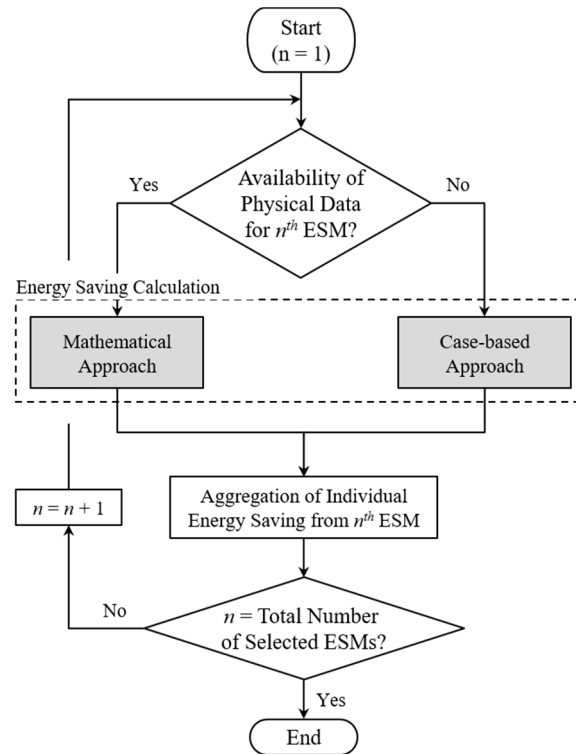 Start
(n = 1)
Availability of
Physical Data
for nth ESM?
Yes
No
Energy Saving Calculation
Mathematical
Approach
Case-based
Approach
Aggregation of Individual
Energy Saving from nth ESM
n = n + 1
n = Total Number
of Selected ESMs?
No
Yes
End